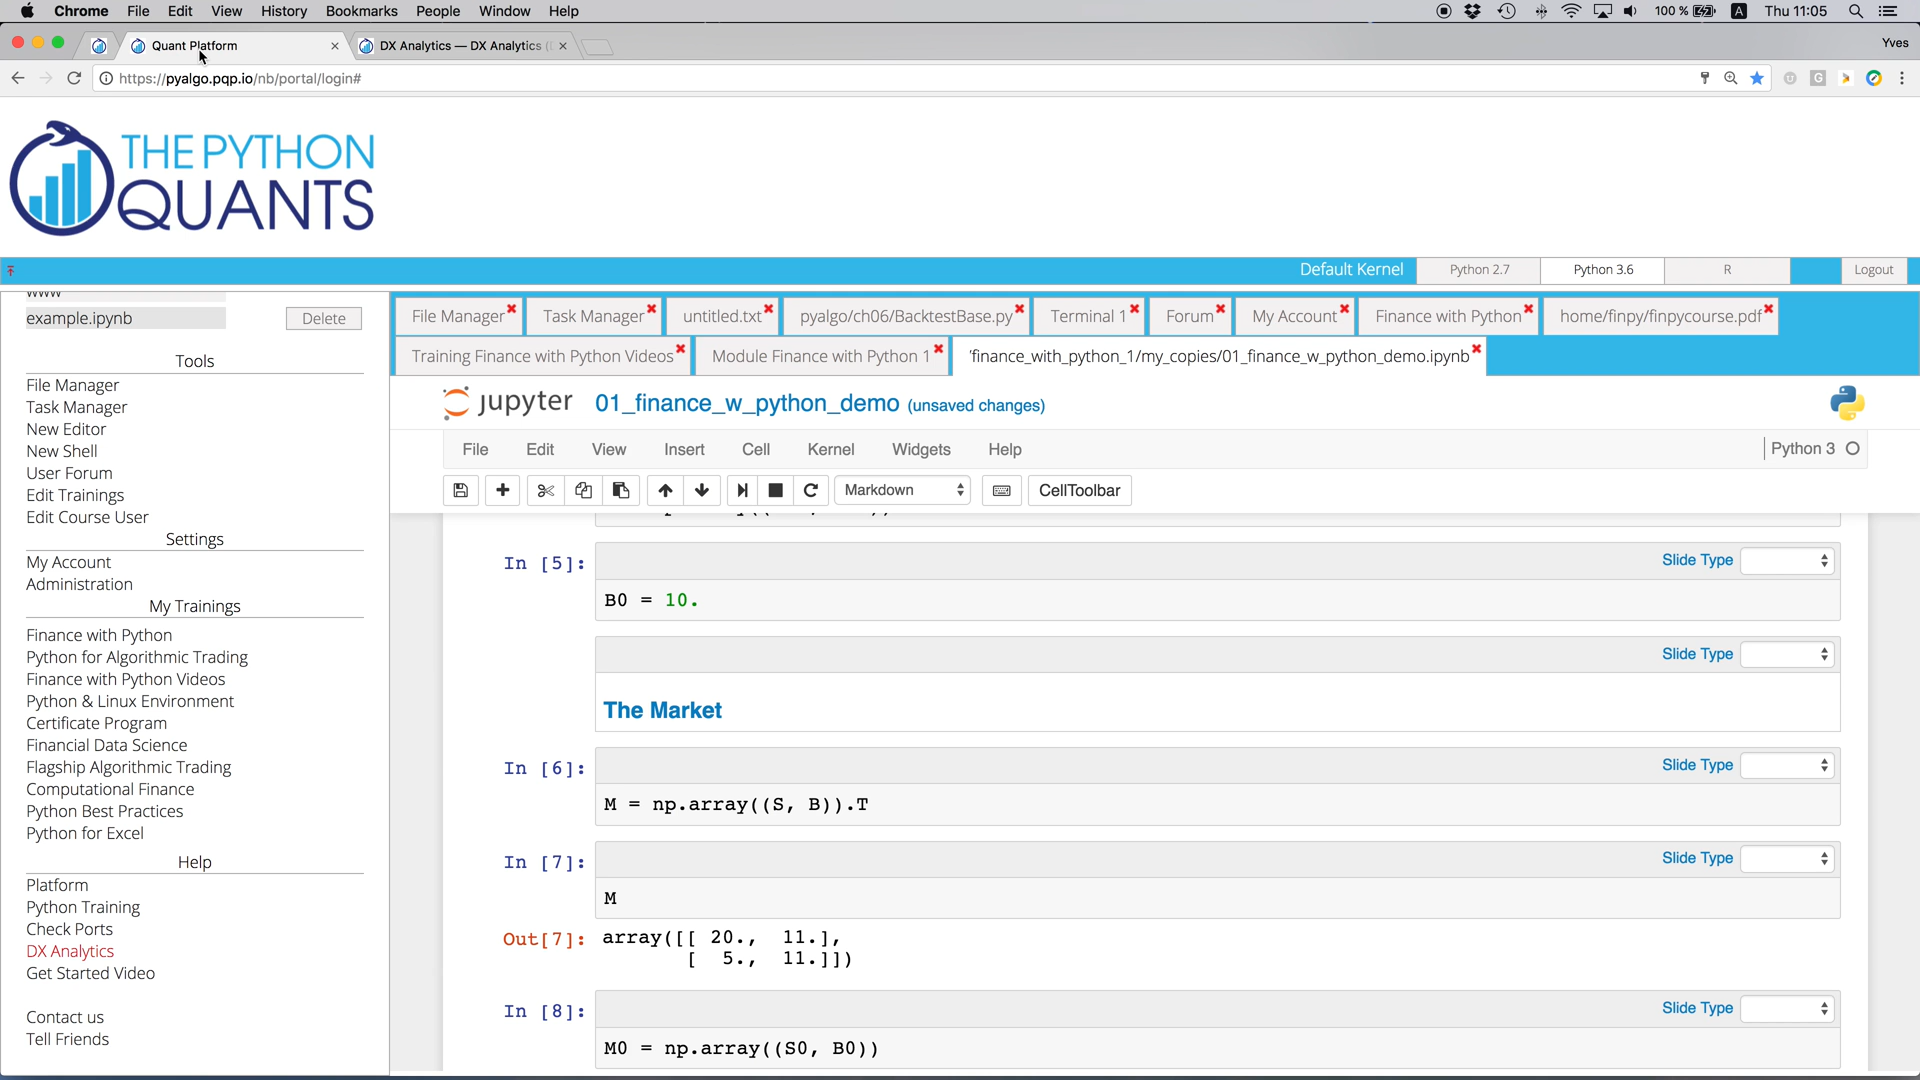 Chrome File Edit View History Bookmarks People Window Help 100 % A Thu 11:05
Quant Platform DX Analytics — DX Analytics ( Yves
https://pyalgo.pqp.io/nb/portal/login#
THE PYTHON
QUANTS
Default Kernel Python 2.7 Python 3.6 R Logout
www
example.ipynb Delete
Tools
File Manager
Task Manager
New Editor
New Shell
User Forum
Edit Trainings
Edit Course User
Settings
My Account
Administration
My Trainings
Finance with Python
Python for Algorithmic Trading
Finance with Python Videos
Python & Linux Environment
Certificate Program
Financial Data Science
Flagship Algorithmic Trading
Computational Finance
Python Best Practices
Python for Excel
Help
Platform
Python Training
Check Ports
DX Analytics
Get Started Video
Contact us
Tell Friends
File Manager Task Manager untitled.txt pyalgo/ch06/BacktestBase.py Terminal 1 Forum My Account Finance with Python home/finpy/finpycourse.pdf
Training Finance with Python Videos Module Finance with Python 1 'finance_with_python_1/my_copies/01_finance_w_python_demo.ipynb
jupyter 01_finance_w_python_demo (unsaved changes)
File Edit View Insert Cell Kernel Widgets Help Python 3
Markdown CellToolbar
In [5]: Slide Type
B0 = 10.
Slide Type
The Market
In [6]: Slide Type
M = np.array((S, B)).T
In [7]: Slide Type
M
Out[7]: array([[ 20., 11.],
[ 5., 11.]])
In [8]: Slide Type
M0 = np.array((S0, B0))